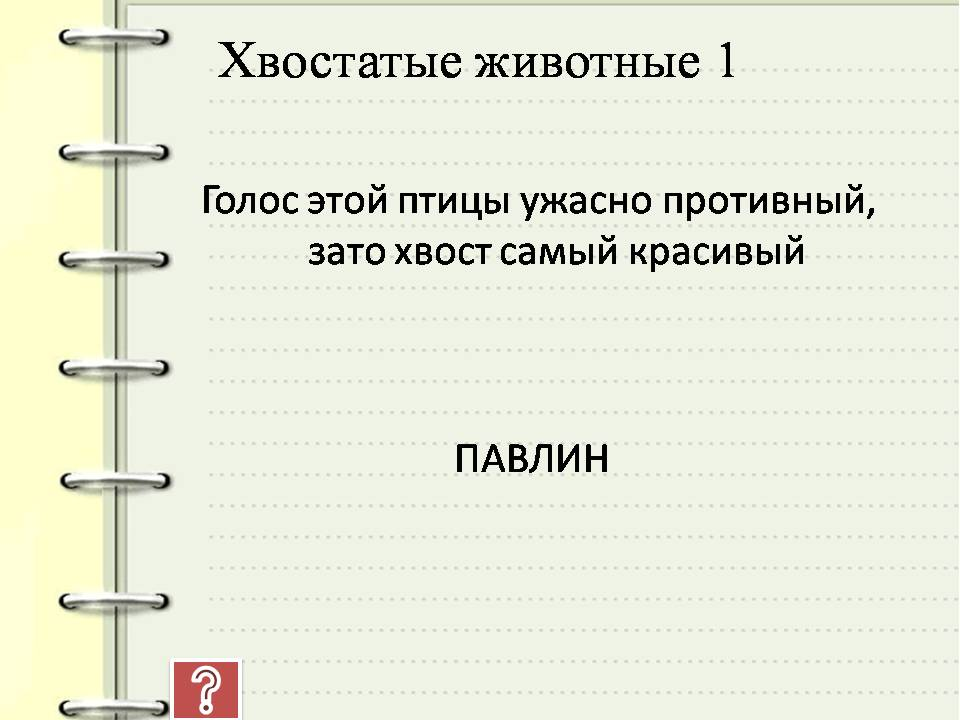 Хвостатые животные 1
Голос этой птицы ужасно противный,
зато хвост самый красивый
ПАВЛИН
?